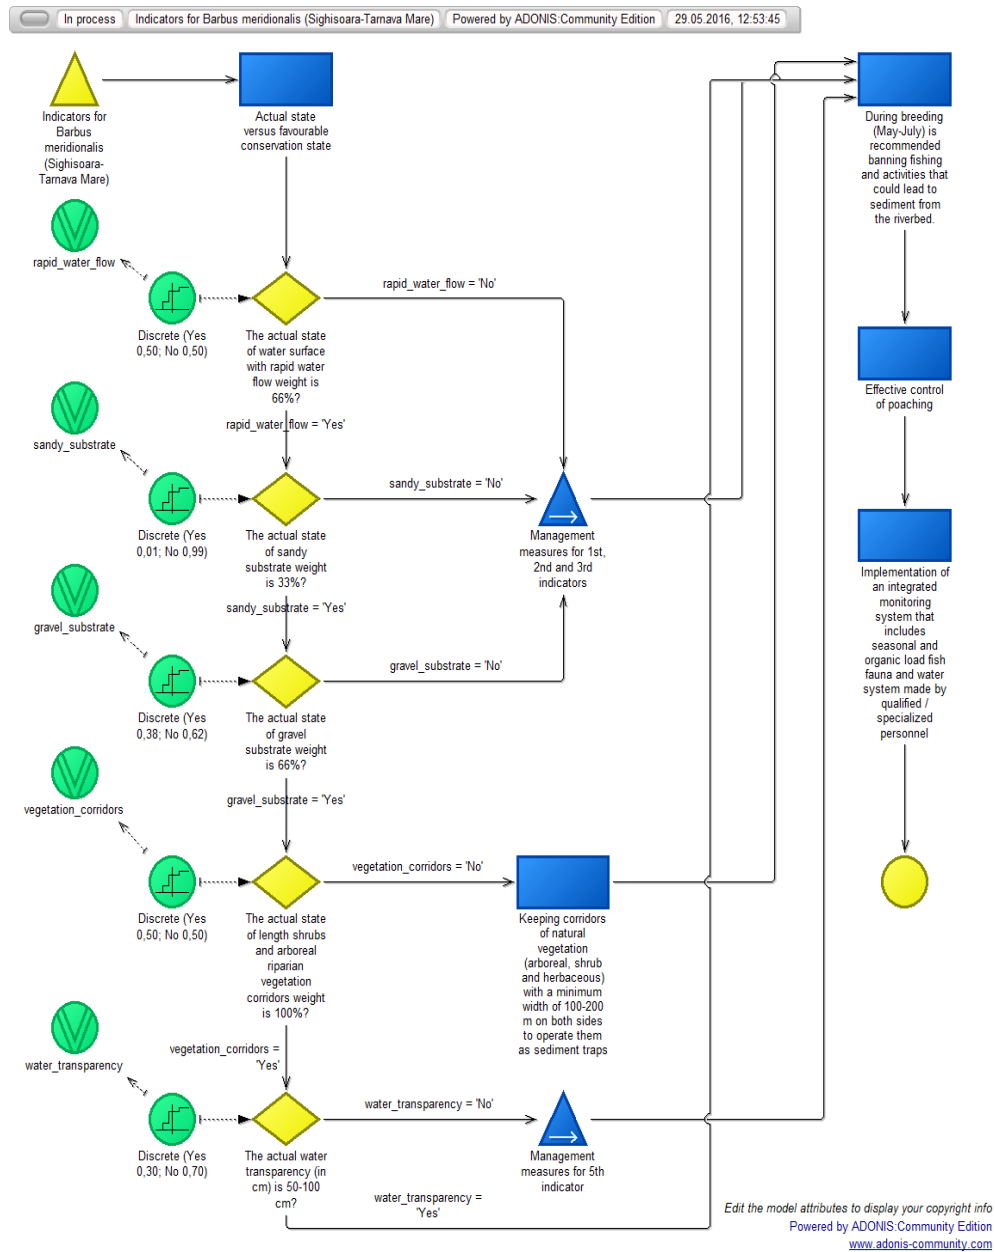 In process
Indicators for Barbus meridionalis (Sighisoara-Tarnava Mare)
Powered by ADONIS:Community Edition
29.05.2016, 12:53:45
Indicators for
Barbus
meridionalis
(Sighisoara-
Tarnava Mare)
Actual state
versus favourable
conservation state
During breeding
(May-July) is
recommended
banning fishing
and activities that
could lead to
sediment from
the riverbed.
rapid_water_flow
Discrete (Yes
0,50; No 0,50)
The actual state
of water surface
with rapid water
flow weight is
66%?
rapid_water_flow = 'No'
rapid_water_flow = 'Yes'
Effective control
of poaching
sandy_substrate
Discrete (Yes
0,01; No 0,99)
The actual state
of sandy
substrate weight
is 33%?
sandy_substrate = 'No'
sandy_substrate = 'Yes'
Management
measures for 1st,
2nd and 3rd
indicators
Implementation of
an integrated
monitoring
system that
includes
seasonal and
organic load fish
fauna and water
system made by
qualified /
specialized
personnel
gravel_substrate
Discrete (Yes
0,38; No 0,62)
The actual state
of gravel
substrate weight
is 66%?
gravel_substrate = 'No'
gravel_substrate = 'Yes'
vegetation_corridors
Discrete (Yes
0,50; No 0,50)
The actual state
of length shrubs
and arboreal
riparian
vegetation
corridors weight
is 100%?
vegetation_corridors = 'No'
vegetation_corridors =
'Yes'
Keeping corridors
of natural
vegetation
(arboreal, shrub
and herbaceous)
with a minimum
width of 100-200
m on both sides
to operate them
as sediment traps
water_transparency
Discrete (Yes
0,30; No 0,70)
The actual water
transparency (in
cm) is 50-100
cm?
water_transparency = 'No'
water_transparency =
'Yes'
Management
measures for 5th
indicator
Edit the model attributes to display your copyright info
Powered by ADONIS:Community Edition
www.adonis-community.com